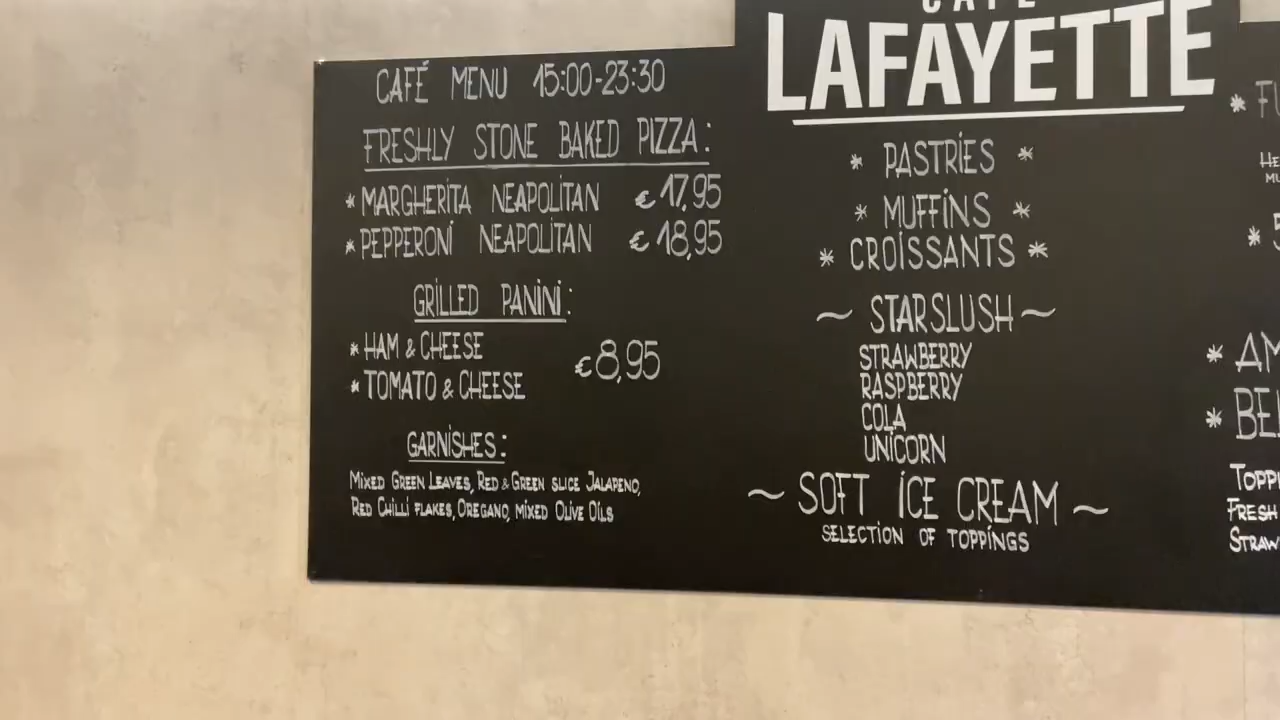 CAFÉ MENU 15:00-23:30
FRESHLY STONE BAKED PIZZA:
* MARGHERITA NEAPOLITAN €17,95
* PEPPERONI NEAPOLITAN €18,95
GRILLED PANINI:
* HAM & CHEESE
€8,95
* TOMATO & CHEESE
GARNISHES:
MIXED GREEN LEAVES, RED & GREEN SLICE JALAPENO,
RED CHILLI FLAKES, OREGANO, MIXED OLIVE OILS
CAFE
LAFAYETTE
* PASTRIES *
* MUFFINS *
* CROISSANTS *
~ STARSLUSH ~
STRAWBERRY
RASPBERRY
COLA
UNICORN
~ SOFT ICE CREAM ~
SELECTION OF TOPPINGS
FRESH